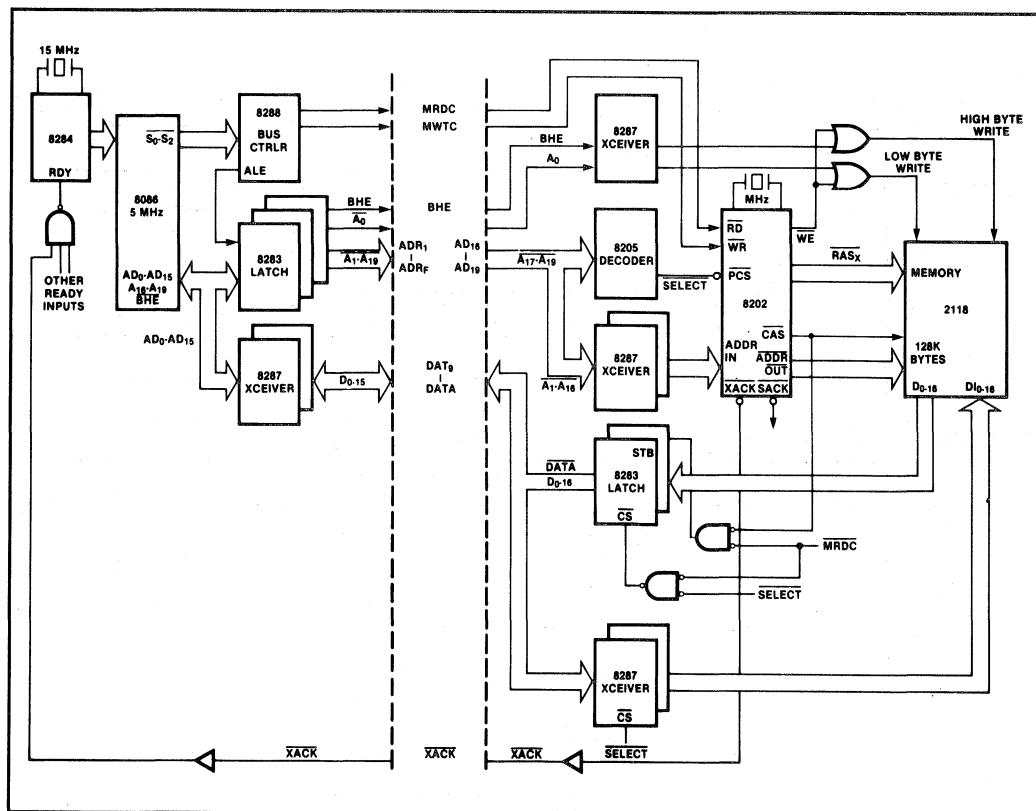 15 MHz
8284
RDY
OTHER
READY
INPUTS
S0-S2
8086
5 MHz
AD0-AD15
A16-A19
BHE
AD0-AD15
8288
BUS
CTRLR
ALE
8283
LATCH
BHE
A0
A1-A19
8287
XCEIVER
D0-15
XACK
MRDC
MWTC
BHE
ADR1
ADRF
AD16
AD19
DAT9
DATA
XACK
BHE
A0
8287
XCEIVER
HIGH BYTE
WRITE
LOW BYTE
WRITE
A17-A19
8205
DECODER
SELECT
A1-A16
8287
XCEIVER
MHz
RD
WR
WE
PCS
8202
RASX
CAS
ADDR
IN
ADDR
OUT
XACK SACK
MEMORY
2118
128K
BYTES
D0-16
DI0-16
DATA
D0-16
STB
8283
LATCH
CS
MRDC
SELECT
8287
XCEIVER
CS
SELECT
XACK